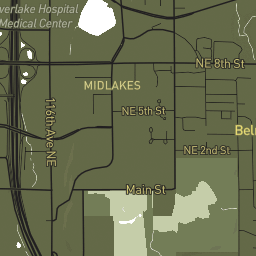 verlake Hospital
Medical Center
NE 8th St
MIDLAKES
NE 5th St
116th Ave NE
Bel
NE 2nd St
Main St